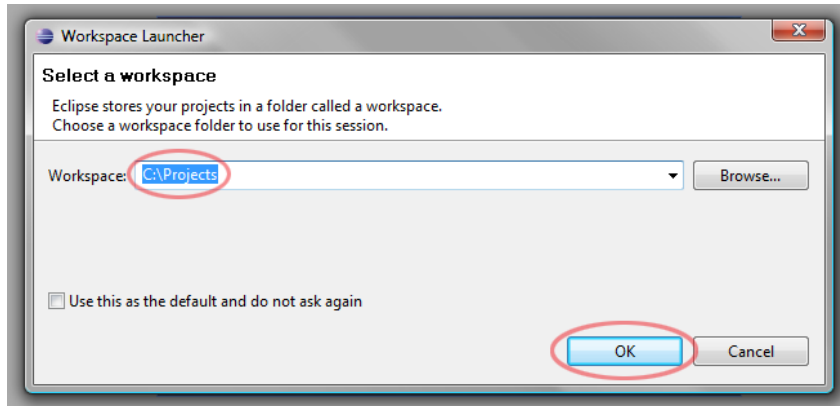 Workspace Launcher
Select a workspace
Eclipse stores your projects in a folder called a workspace.
Choose a workspace folder to use for this session.
Workspace: C:\Projects Browse...
Use this as the default and do not ask again
OK Cancel